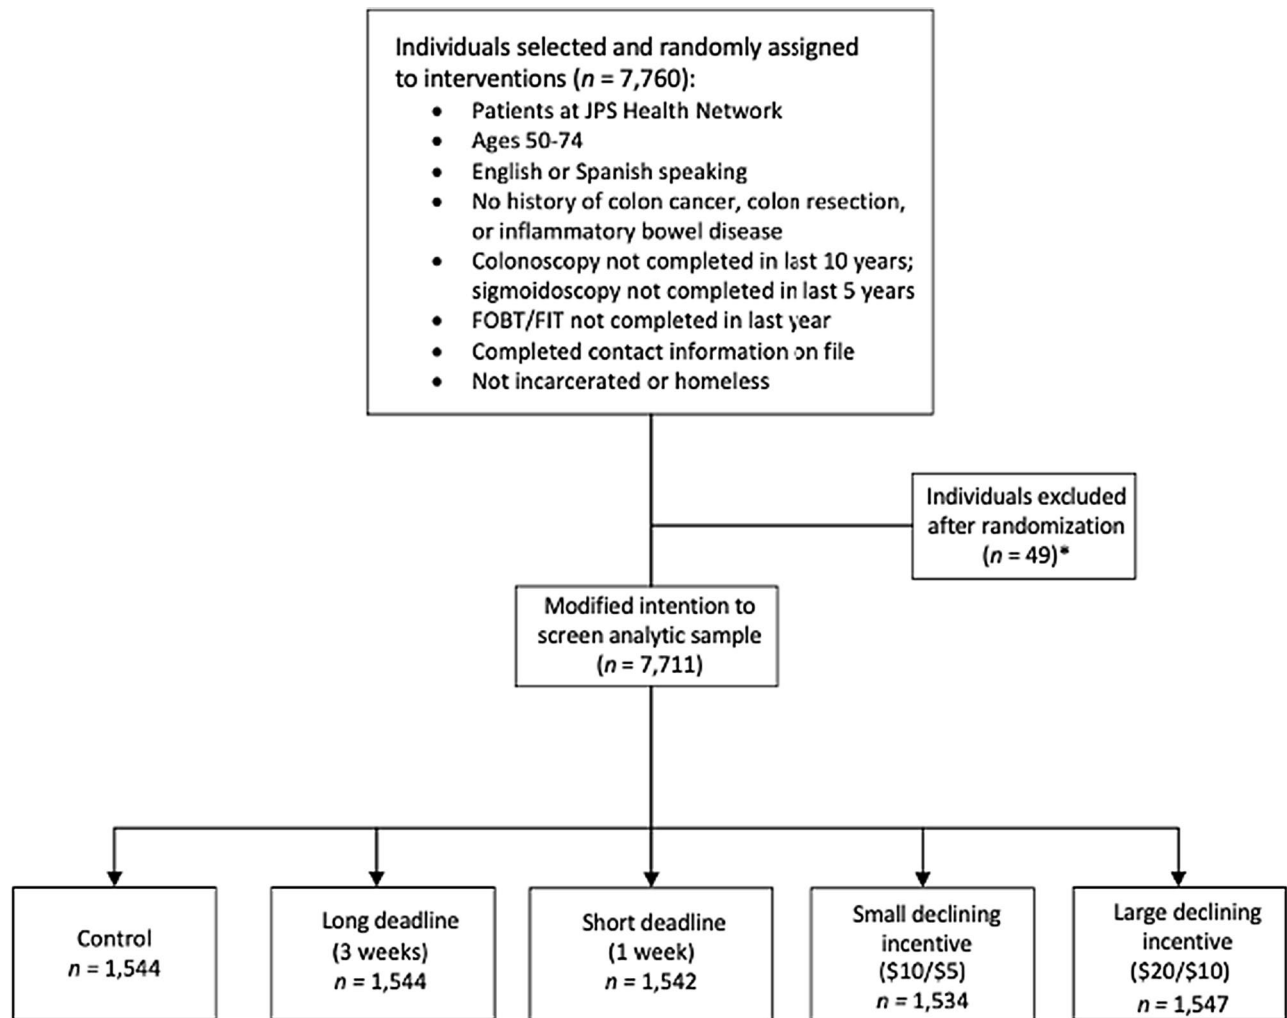 Individuals selected and randomly assigned
to interventions (n = 7,760):
• Patients at JPS Health Network
• Ages 50-74
• English or Spanish speaking
• No history of colon cancer, colon resection,
or inflammatory bowel disease
• Colonoscopy not completed in last 10 years;
sigmoidoscopy not completed in last 5 years
• FOBT/FIT not completed in last year
• Completed contact information on file
• Not incarcerated or homeless
Individuals excluded
after randomization
(n = 49)*
Modified intention to
screen analytic sample
(n = 7,711)
Control
n = 1,544
Long deadline
(3 weeks)
n = 1,544
Short deadline
(1 week)
n = 1,542
Small declining
incentive
($10/$5)
n = 1,534
Large declining
incentive
($20/$10)
n = 1,547